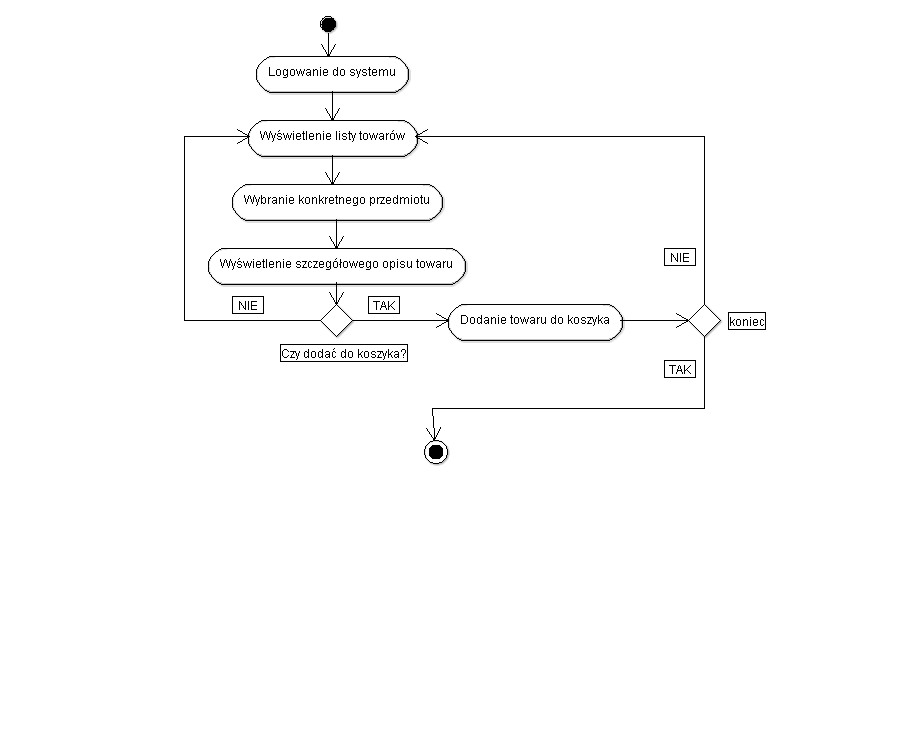 Logowanie do systemu
Wyświetlenie listy towarów
Wybranie konkretnego przedmiotu
NIE
Wyświetlenie szczegółowego opisu towaru
NIE
TAK
Dodanie towaru do koszyka
koniec
Czy dodać do koszyka?
TAK